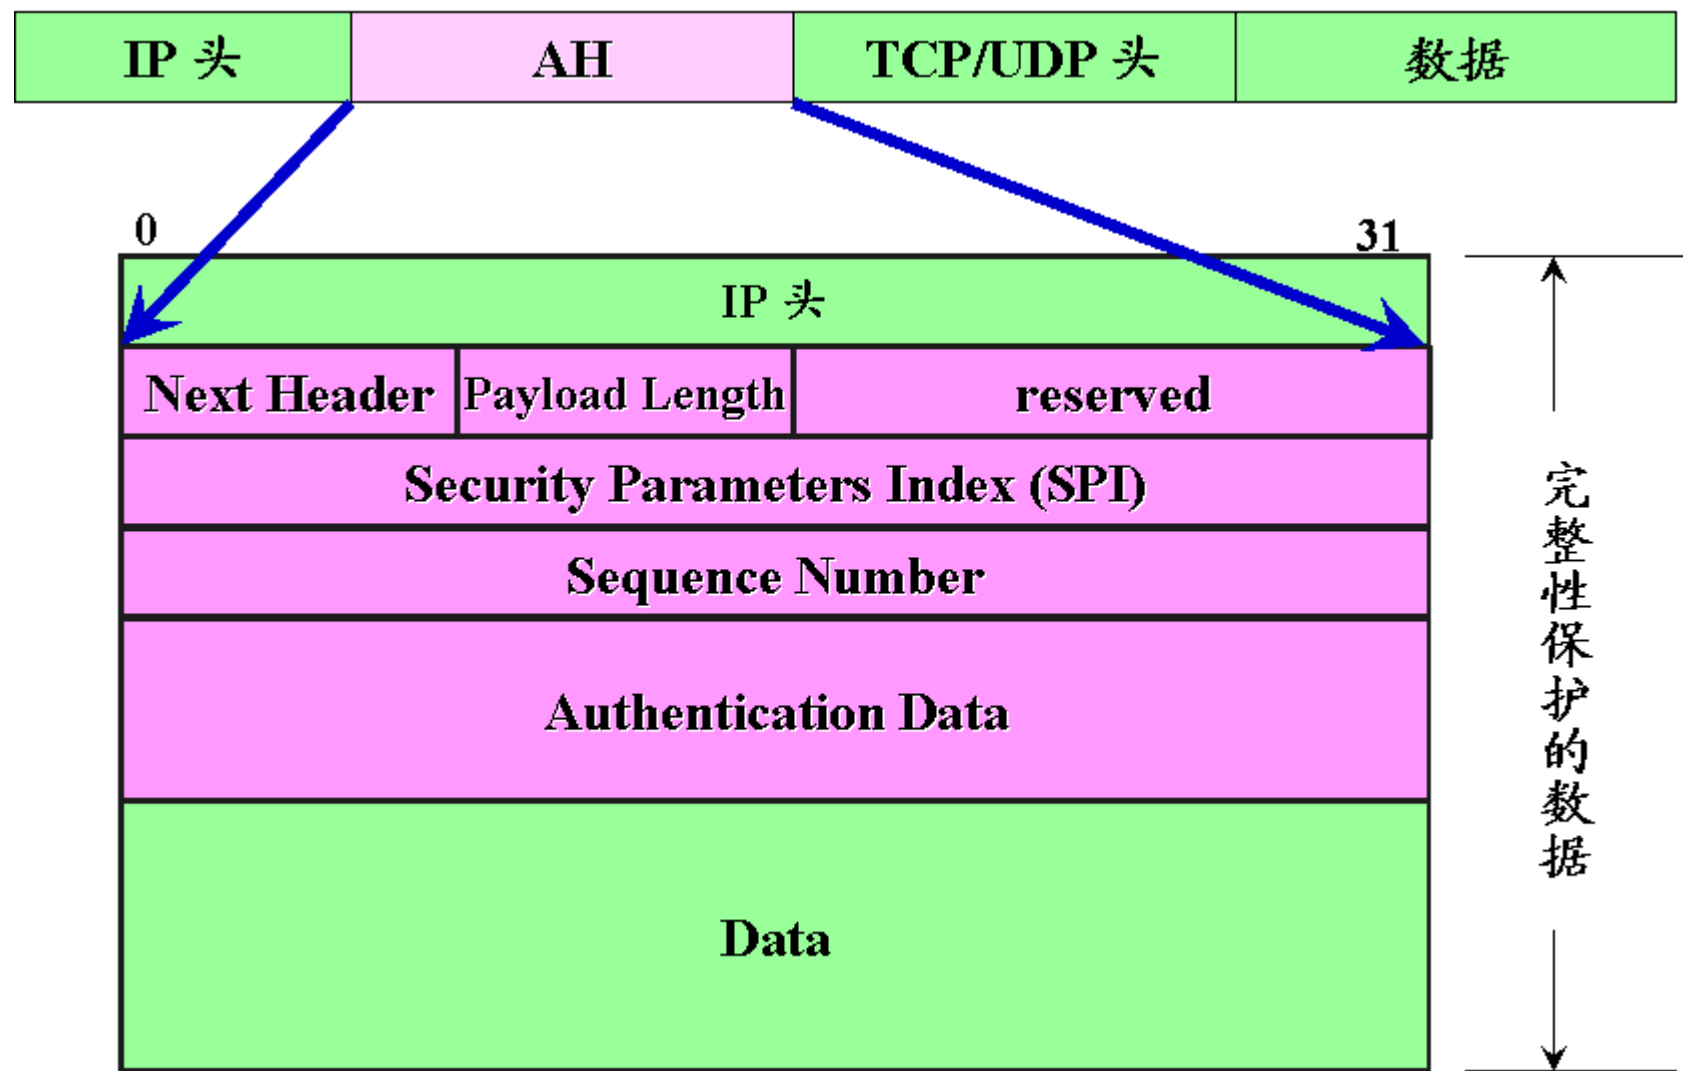 IP 头 AH TCP/UDP 头 数据
0 31
IP 头
Next Header Payload Length reserved
Security Parameters Index (SPI)
Sequence Number
Authentication Data
Data
完整性保护的数据